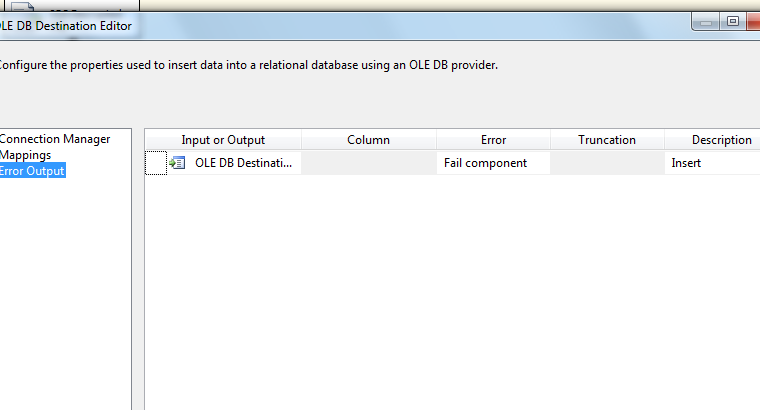 OLE DB Destination Editor
Configure the properties used to insert data into a relational database using an OLE DB provider.
Connection Manager
Mappings
Error Output
Input or Output Column Error Truncation Description
OLE DB Destinati... Fail component Insert